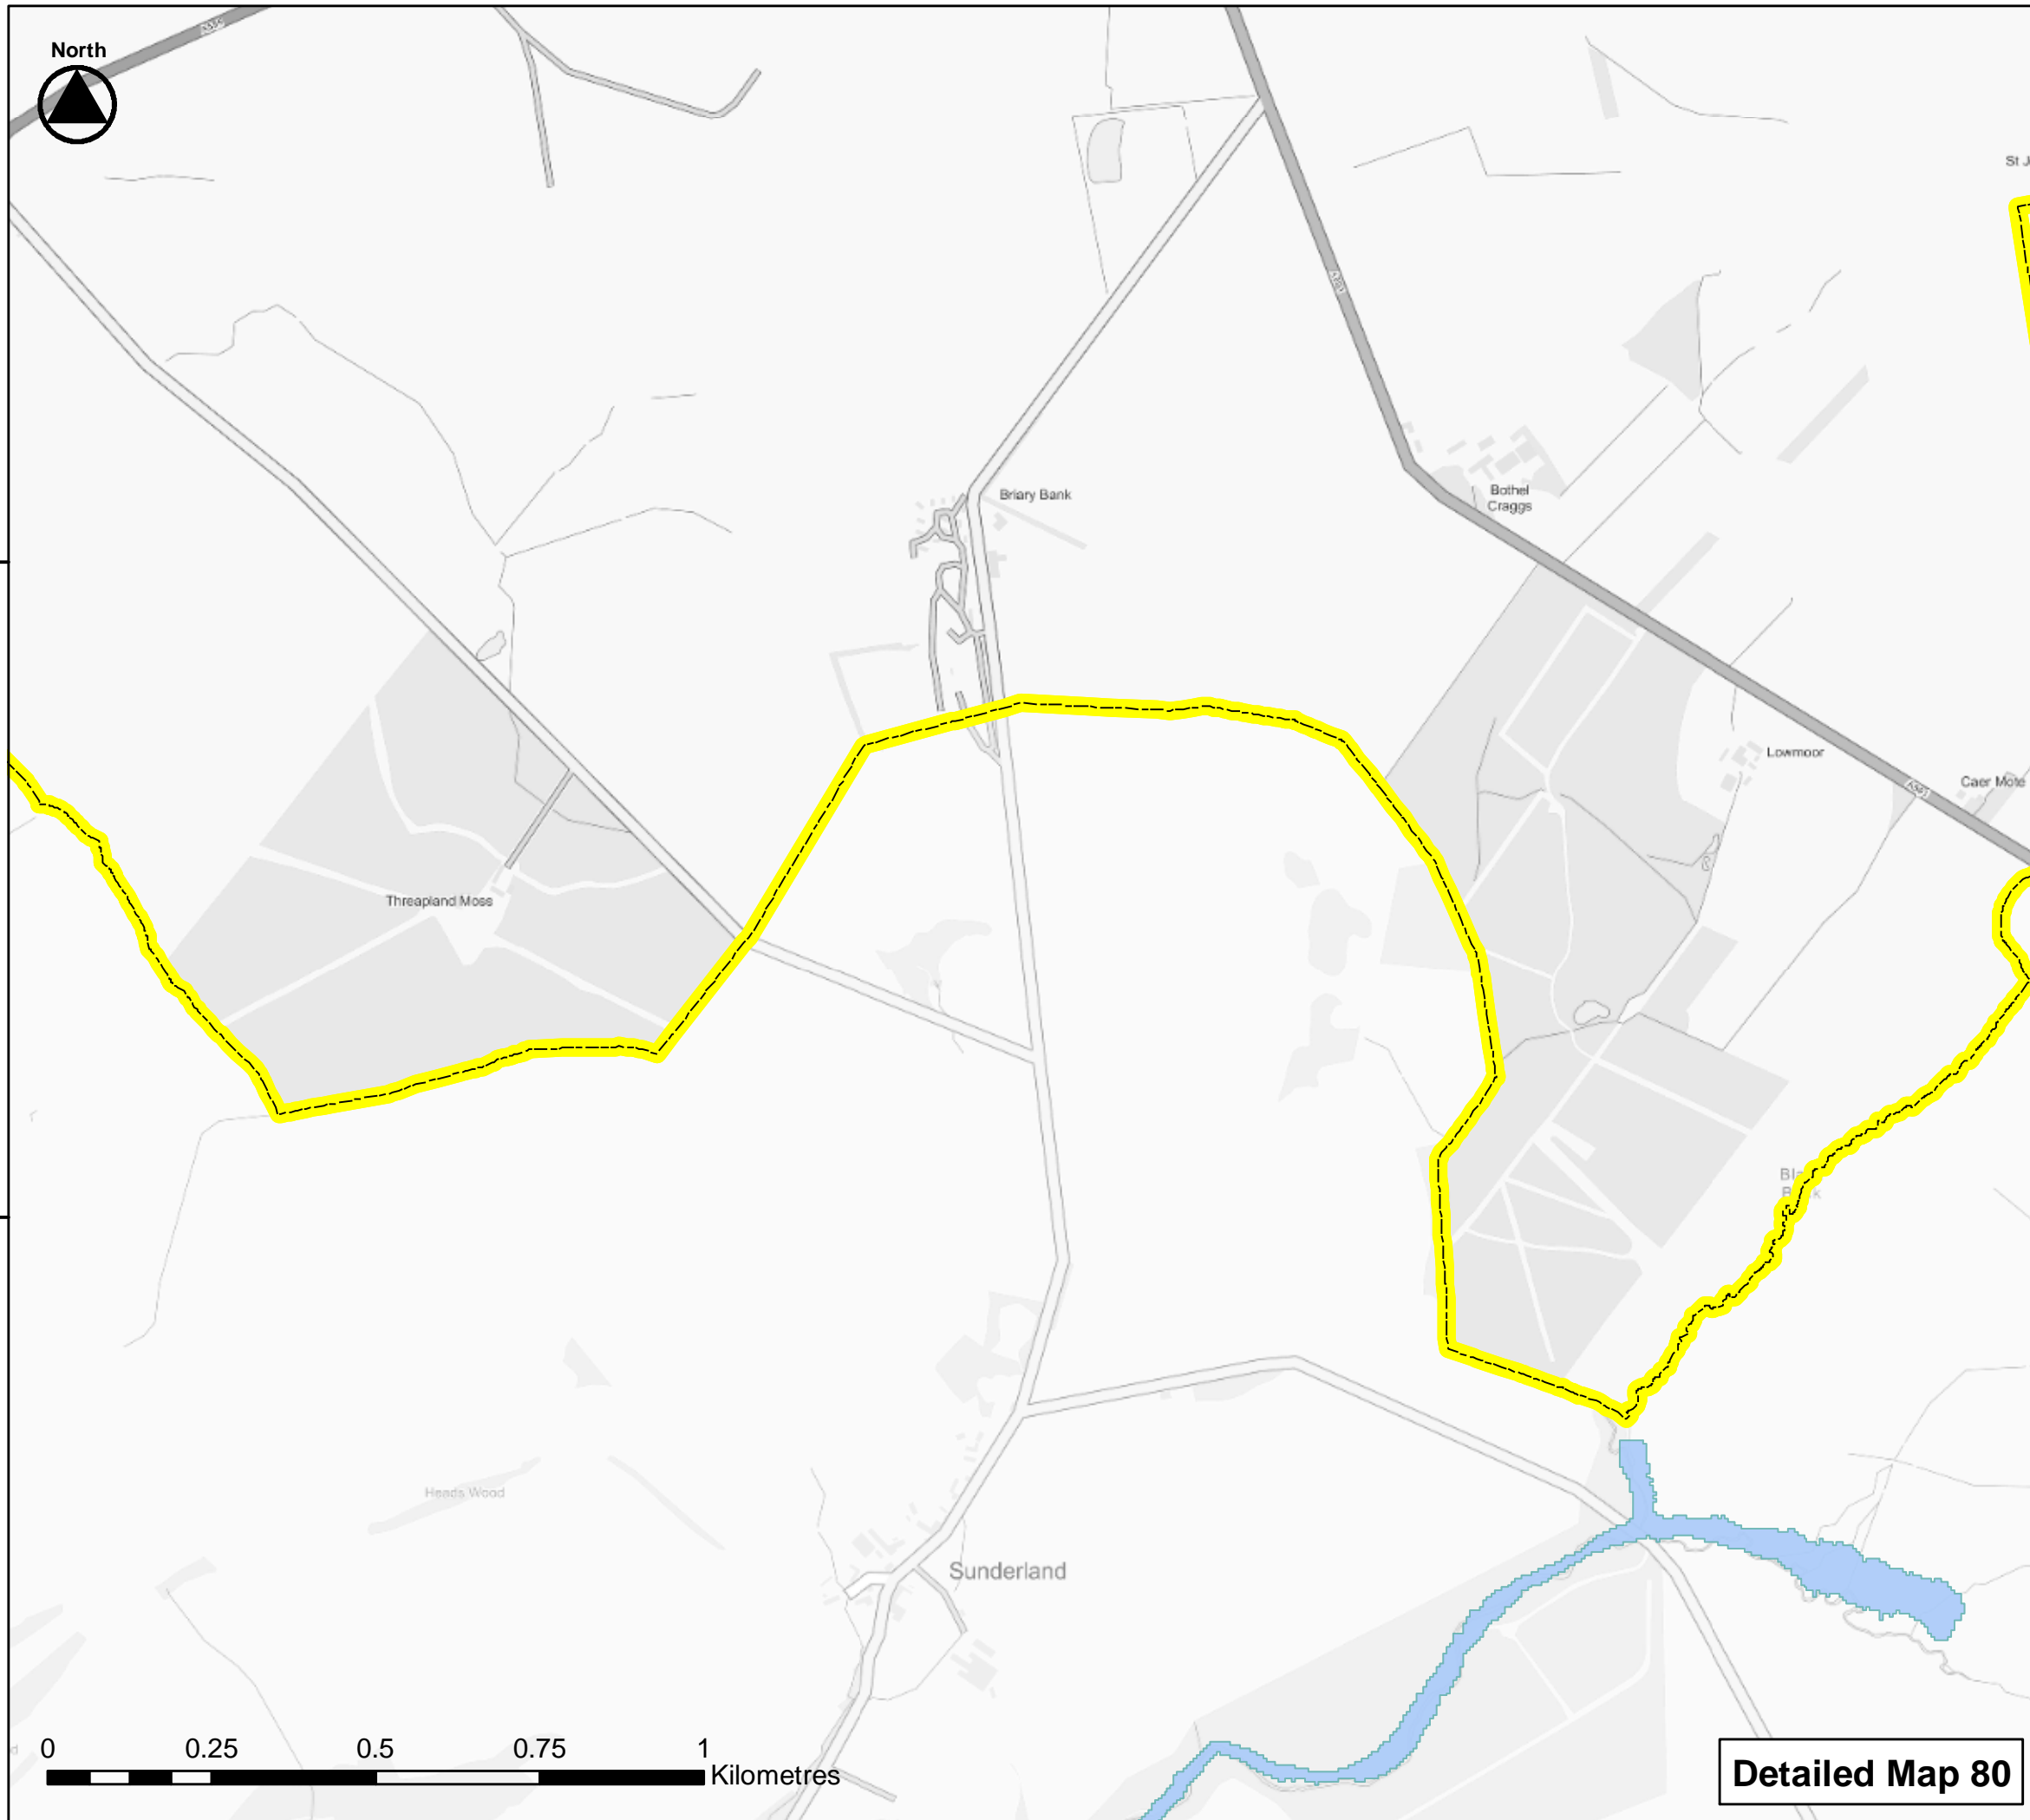 North
St J
Briary Bank
Bothel
Craggs
Lowmoor
Caer Mote
A591
Threapland Moss
Heads Wood
Sunderland
0 0.25 0.5 0.75 1
Kilometres
Detailed Map 80